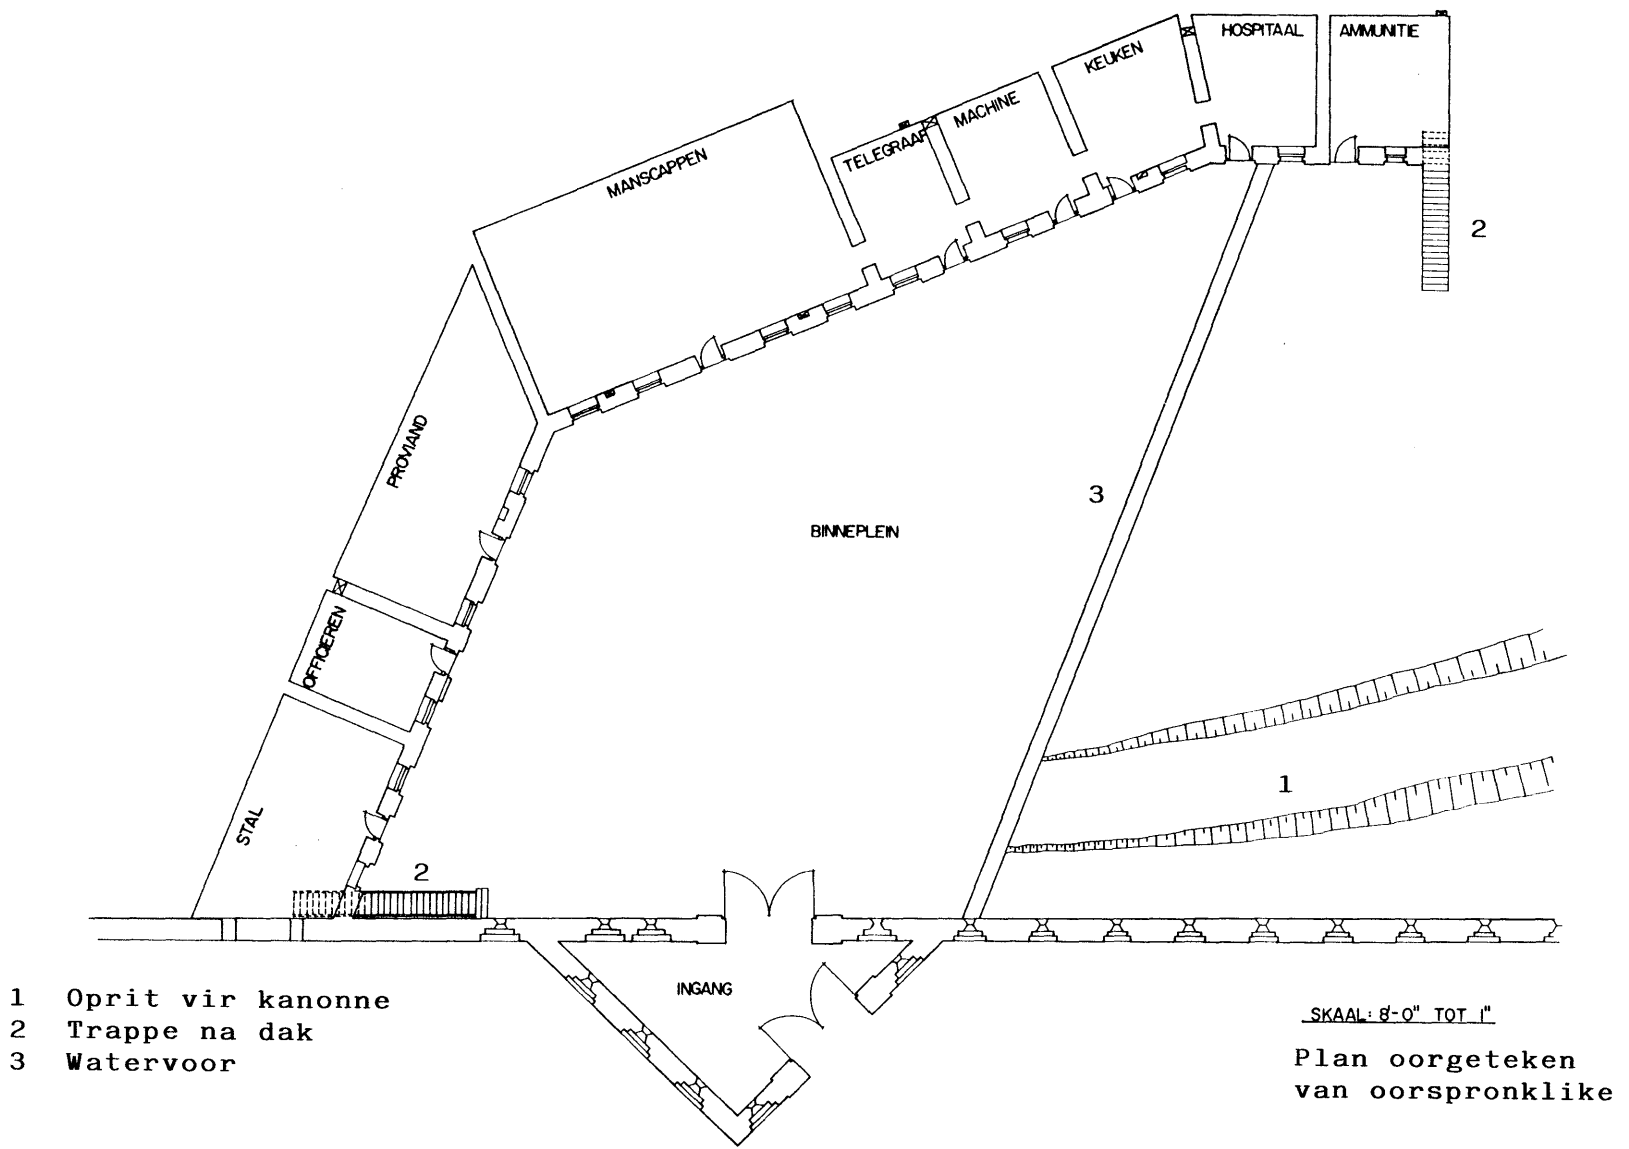 HOSPITAAL
AMMUNITIE
KEUKEN
MACHINE
TELEGRAAF
MANSCAPPEN
2
PROVIAND
3
BINNEPLEIN
OFFICIEREN
1
STAL
2
INGANG
1 Oprit vir kanonne
2 Trappe na dak
3 Watervoor
SKAAL: 8'-0" TOT 1"
Plan oorgeteken
van oorspronklike